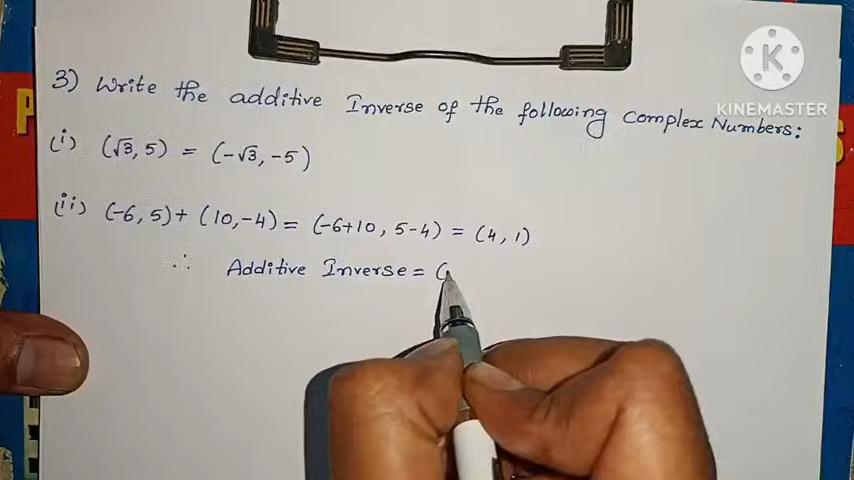 3) Write the additive Inverse of the following complex Numbers:
(i) (√3, 5) = (-√3, -5)
(ii) (-6, 5) + (10, -4) = (-6+10, 5-4) = (4, 1)
∴ Additive Inverse = (
K
KINEMASTER